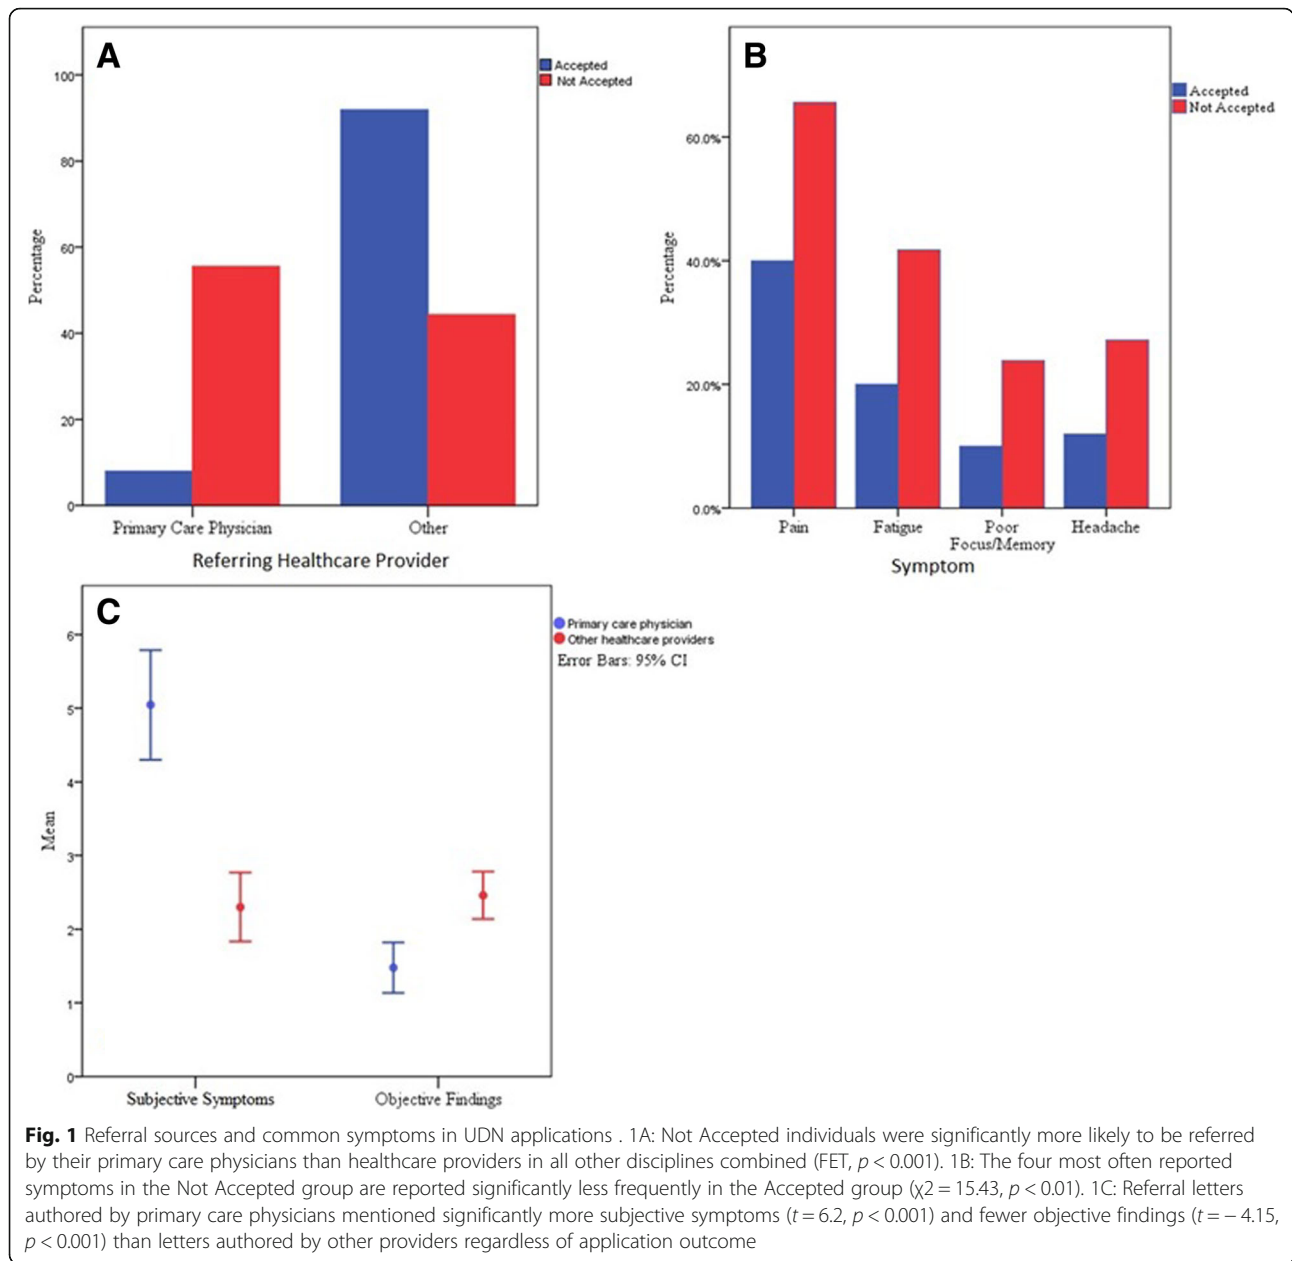 A
Accepted
Not Accepted
100
80
60
40
20
0
Percentage
Primary Care Physician
Other
Referring Healthcare Provider
B
Accepted
Not Accepted
60.0%
40.0%
20.0%
0.0%
Percentage
Pain
Fatigue
Poor
Focus/Memory
Headache
Symptom
C
Primary care physician
Other healthcare providers
Error Bars: 95% CI
6
5
4
3
2
1
0
Mean
Subjective Symptoms
Objective Findings
Fig. 1 Referral sources and common symptoms in UDN applications . 1A: Not Accepted individuals were significantly more likely to be referred
by their primary care physicians than healthcare providers in all other disciplines combined (FET, p < 0.001). 1B: The four most often reported
symptoms in the Not Accepted group are reported significantly less frequently in the Accepted group (χ2 = 15.43, p < 0.01). 1C: Referral letters
authored by primary care physicians mentioned significantly more subjective symptoms (t = 6.2, p < 0.001) and fewer objective findings (t = − 4.15,
p < 0.001) than letters authored by other providers regardless of application outcome